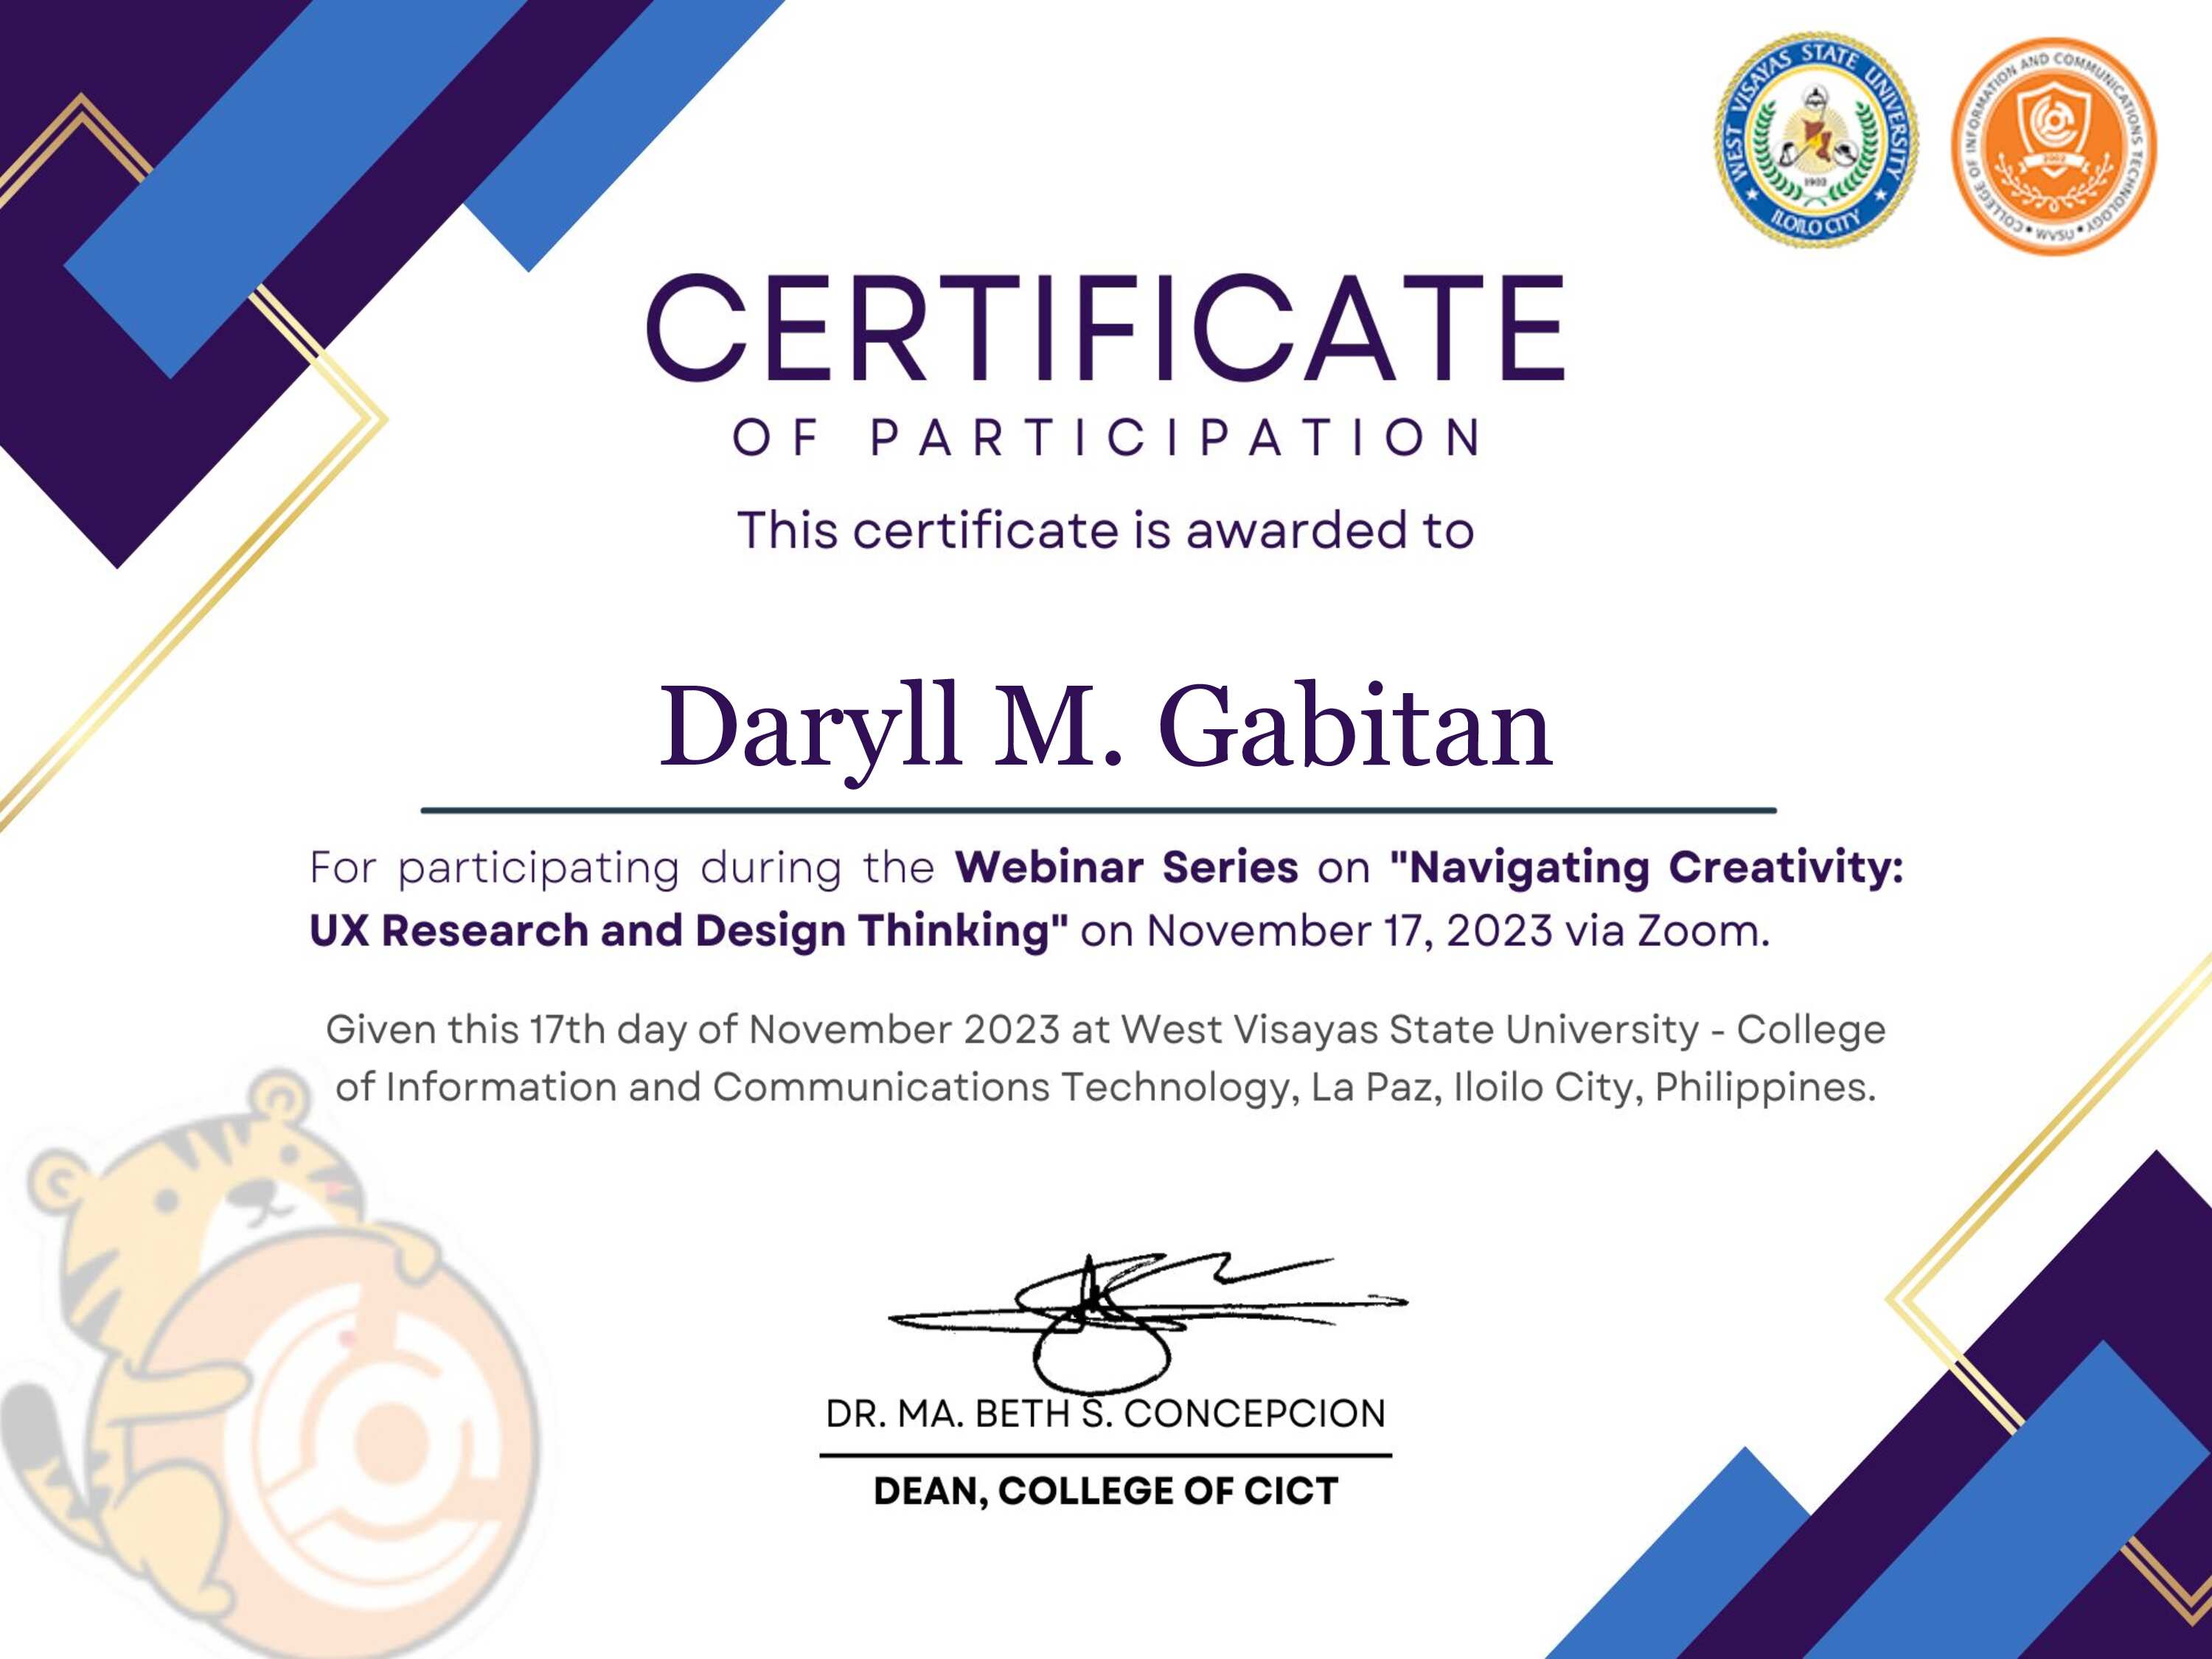 WEST VISAYAS STATE UNIVERSITY
1902
ILOILO CITY
COLLEGE OF INFORMATION AND COMMUNICATIONS TECHNOLOGY
WVSU
CERTIFICATE
OF PARTICIPATION
This certificate is awarded to
Daryll M. Gabitan
For participating during the Webinar Series on "Navigating Creativity:
UX Research and Design Thinking" on November 17, 2023 via Zoom.
Given this 17th day of November 2023 at West Visayas State University - College
of Information and Communications Technology, La Paz, Iloilo City, Philippines.
DR. MA. BETH S. CONCEPCION
DEAN, COLLEGE OF CICT